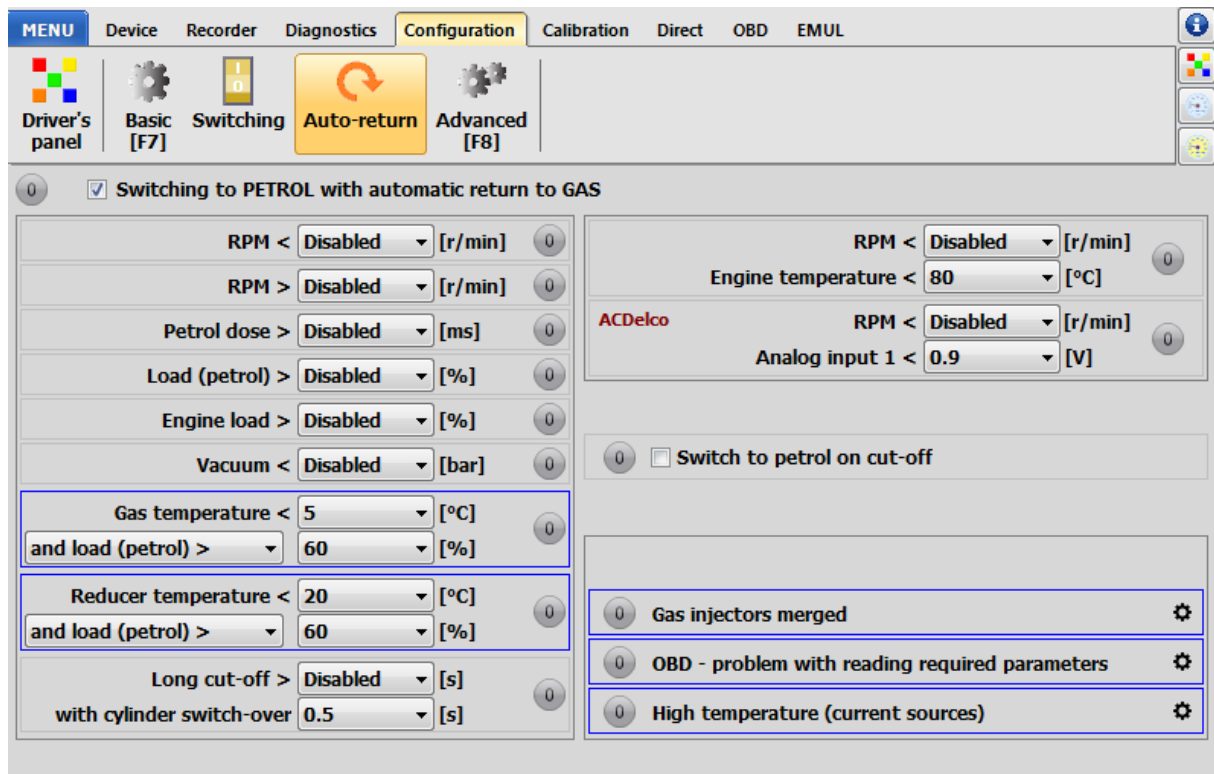 MENU Device Recorder Diagnostics Configuration Calibration Direct OBD EMUL
Driver's panel
Basic [F7]
Switching
Auto-return
Advanced [F8]
0 Switching to PETROL with automatic return to GAS
RPM < Disabled [r/min] 0
RPM > Disabled [r/min] 0
Petrol dose > Disabled [ms] 0
Load (petrol) > Disabled [%] 0
Engine load > Disabled [%] 0
Vacuum < Disabled [bar] 0
Gas temperature < 5 [°C] 0
and load (petrol) > 60 [%]
Reducer temperature < 20 [°C] 0
and load (petrol) > 60 [%]
Long cut-off > Disabled [s] 0
with cylinder switch-over 0.5 [s]
RPM < Disabled [r/min] 0
Engine temperature < 80 [°C]
ACDelco RPM < Disabled [r/min] 0
Analog input 1 < 0.9 [V]
0 Switch to petrol on cut-off
0 Gas injectors merged
0 OBD - problem with reading required parameters
0 High temperature (current sources)